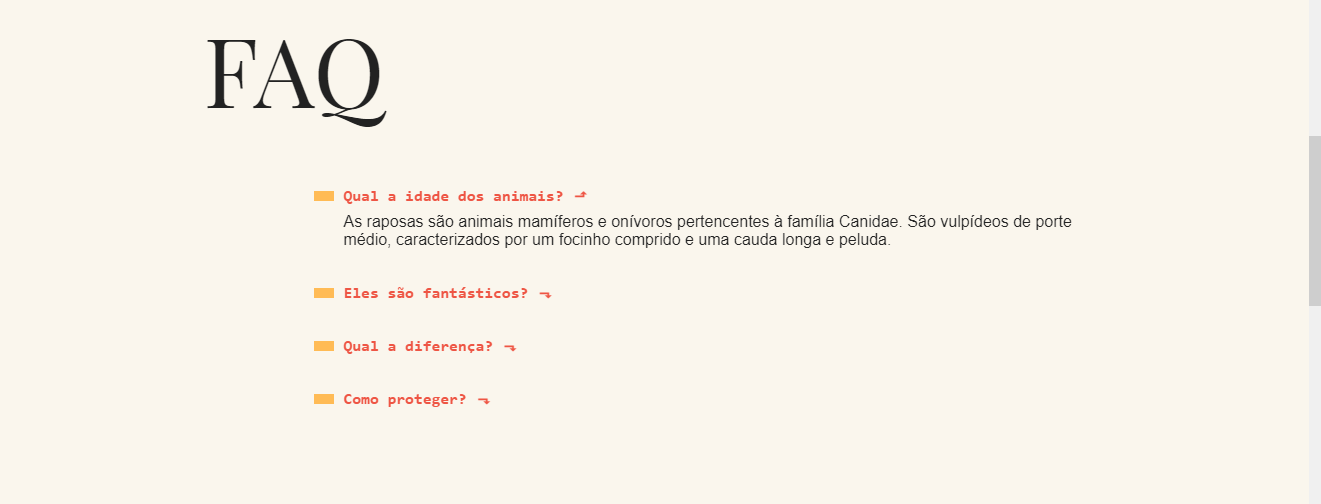 FAQ
Qual a idade dos animais? ⬏
As raposas são animais mamíferos e onívoros pertencentes à família Canidae. São vulpídeos de porte
médio, caracterizados por um focinho comprido e uma cauda longa e peluda.
Eles são fantásticos? ⬎
Qual a diferença? ⬎
Como proteger? ⬎